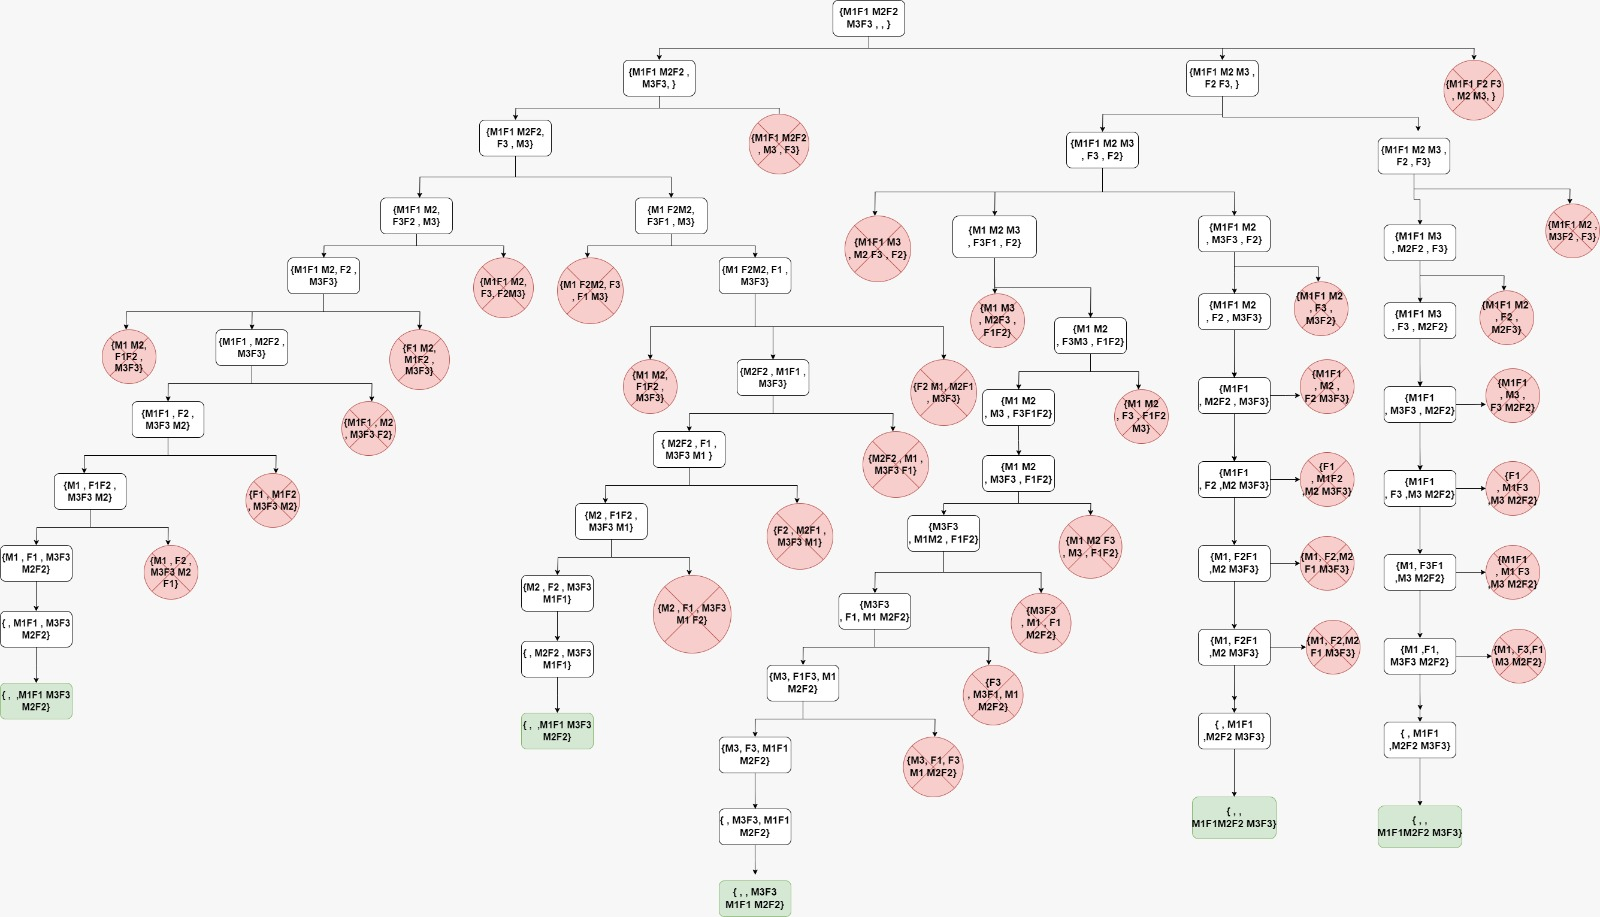 {M1F1 M2F2
M3F3 , , }
{M1F1 M2F2 ,
M3F3, }
{M1F1 M2 M3 ,
F2 F3, }
{M1F1 F2 F3
, M2 M3, }
{M1F1 M2F2,
F3 , M3}
{M1F1 M2F2
, M3 , F3}
{M1F1 M2 M3
, F3 , F2}
{M1F1 M2 M3 ,
F2 , F3}
{M1F1 M2,
F3F2 , M3}
{M1 F2M2,
F3F1 , M3}
{M1F1 M3
, M2 F3 , F2}
{M1 M2 M3
, F3F1 , F2}
{M1F1 M2
, M3F3 , F2}
{M1F1 M3
, M2F2 , F3}
{M1F1 M2 ,
M3F2 , F3}
{M1F1 M2, F2 ,
M3F3}
{M1F1 M2,
F3, F2M3}
{M1 F2M2, F3
, F1 M3}
{M1 F2M2, F1 ,
M3F3}
{M1 M3
, M2F3 ,
F1F2}
{M1 M2
, F3M3 , F1F2}
{M1F1 M2
, F2 , M3F3}
{M1F1 M2
, F3 ,
M3F2}
{M1F1 M3
, F3 , M2F2}
{M1F1 M2
, F2 ,
M2F3}
{M1 M2,
F1F2 ,
M3F3}
{M1F1 , M2F2 ,
M3F3}
{F1 M2,
M1F2 ,
M3F3}
{M1 M2,
F1F2 ,
M3F3}
{M2F2 , M1F1 ,
M3F3}
{F2 M1, M2F1
, M3F3}
{M1 M2
, M3 , F3F1F2}
{M1 M2
, F3 , F1F2
M3}
{M1F1
, M2F2 , M3F3}
{M1F1
, M2 ,
F2 M3F3}
{M1F1
, M3F3 , M2F2}
{M1F1
, M3 ,
F3 M2F2}
{M1F1 , F2 ,
M3F3 M2}
{M1F1 , M2
, M3F3 F2}
{ M2F2 , F1 ,
M3F3 M1 }
{M2F2 , M1 ,
M3F3 F1}
{M1 M2
, M3F3 , F1F2}
{M1F1
, F2 ,M2 M3F3}
{F1
, M1F2
,M2 M3F3}
{M1F1
, F3 ,M3 M2F2}
{F1
, M1F3
,M3 M2F2}
{M1 , F1F2 ,
M3F3 M2}
{F1 , M1F2
, M3F3 M2}
{M2 , F1F2 ,
M3F3 M1}
{F2 , M2F1 ,
M3F3 M1}
{M3F3
, M1M2 , F1F2}
{M1 M2 F3
, M3 , F1F2}
{M1, F2F1
,M2 M3F3}
{M1, F2,M2
F1 M3F3}
{M1, F3F1
,M3 M2F2}
{M1F1
, M1 F3
,M3 M2F2}
{M1 , F1 , M3F3
M2F2}
{M1 , F2 ,
M3F3 M2
F1}
{M2 , F2 , M3F3
M1F1}
{M2 , F1 , M3F3
M1 F2}
{M3F3
, F1, M1 M2F2}
{M3F3
, M1 , F1
M2F2}
{M1, F2F1
,M2 M3F3}
{M1, F2,M2
F1 M3F3}
{M1 ,F1,
M3F3 M2F2}
{M1, F3,F1
M3 M2F2}
{ , M1F1 , M3F3
M2F2}
{ , M2F2 , M3F3
M1F1}
{M3, F1F3, M1
M2F2}
{F3
, M3F1, M1
M2F2}
{ , ,M1F1 M3F3
M2F2}
{ , ,M1F1 M3F3
M2F2}
{M3, F3, M1F1
M2F2}
{M3, F1, F3
M1 M2F2}
{ , M1F1
,M2F2 M3F3}
{ , M1F1
,M2F2 M3F3}
{ , M3F3, M1F1
M2F2}
{ , ,
M1F1M2F2 M3F3}
{ , ,
M1F1M2F2 M3F3}
{ , , M3F3
M1F1 M2F2}